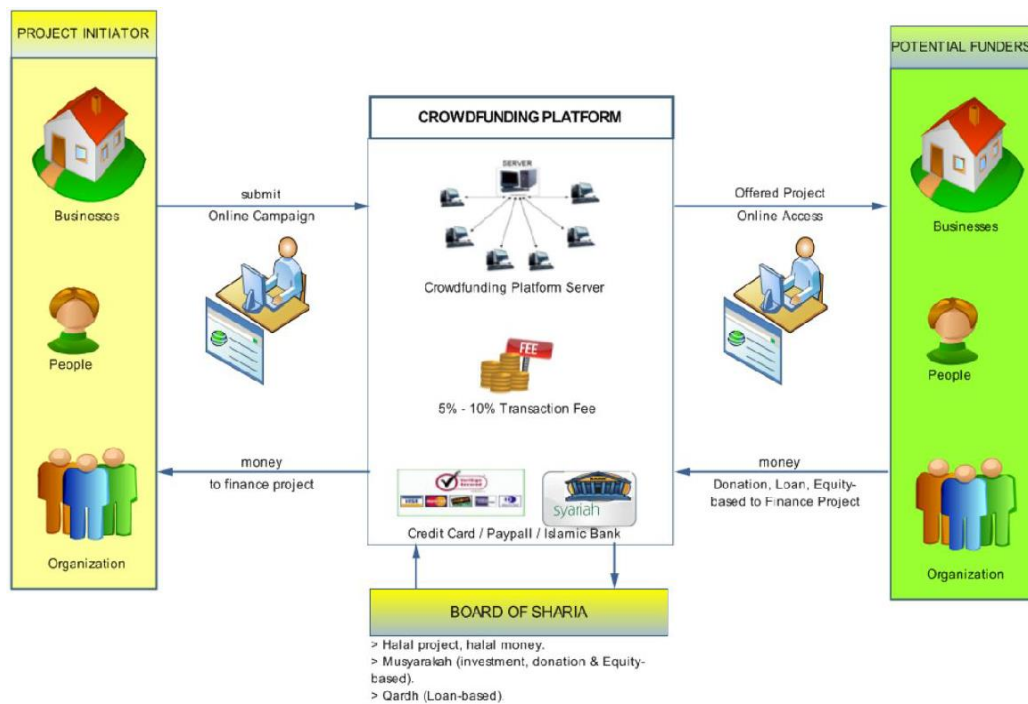 PROJECT INITIATOR
Businesses
People
Organization
submit
Online Campaign
money
to finance project
CROWDFUNDING PLATFORM
SERVER
Crowdfunding Platform Server
FEE
5% - 10% Transaction Fee
VISA
syariah
Credit Card / Paypall / Islamic Bank
Offered Project
Online Access
money
Donation, Loan, Equity-
based to Finance Project
POTENTIAL FUNDERS
Businesses
People
Organization
BOARD OF SHARIA
> Halal project, halal money.
> Musyarakah (investment, donation & Equity-
based).
> Qardh (Loan-based)